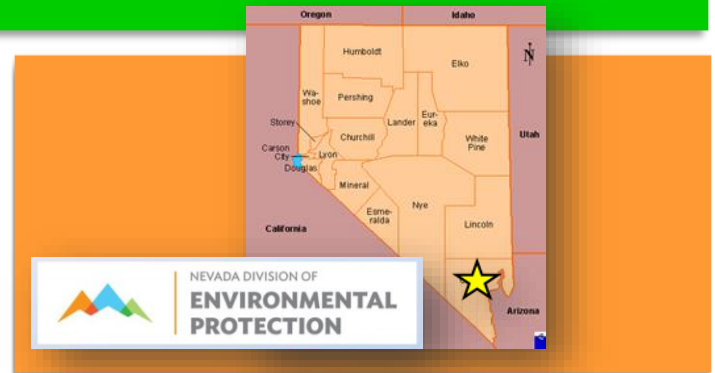 Oregon Idaho
Humboldt
N
Elko
Wa-
shoe
Pershing
Lander
Eur-
eka
Storey
Churchill
White
Pine
Utah
Carson
City
Lyon
Douglas
Mineral
Nye
Esme-
ralda
Lincoln
California
Arizona
NEVADA DIVISION OF
ENVIRONMENTAL
PROTECTION